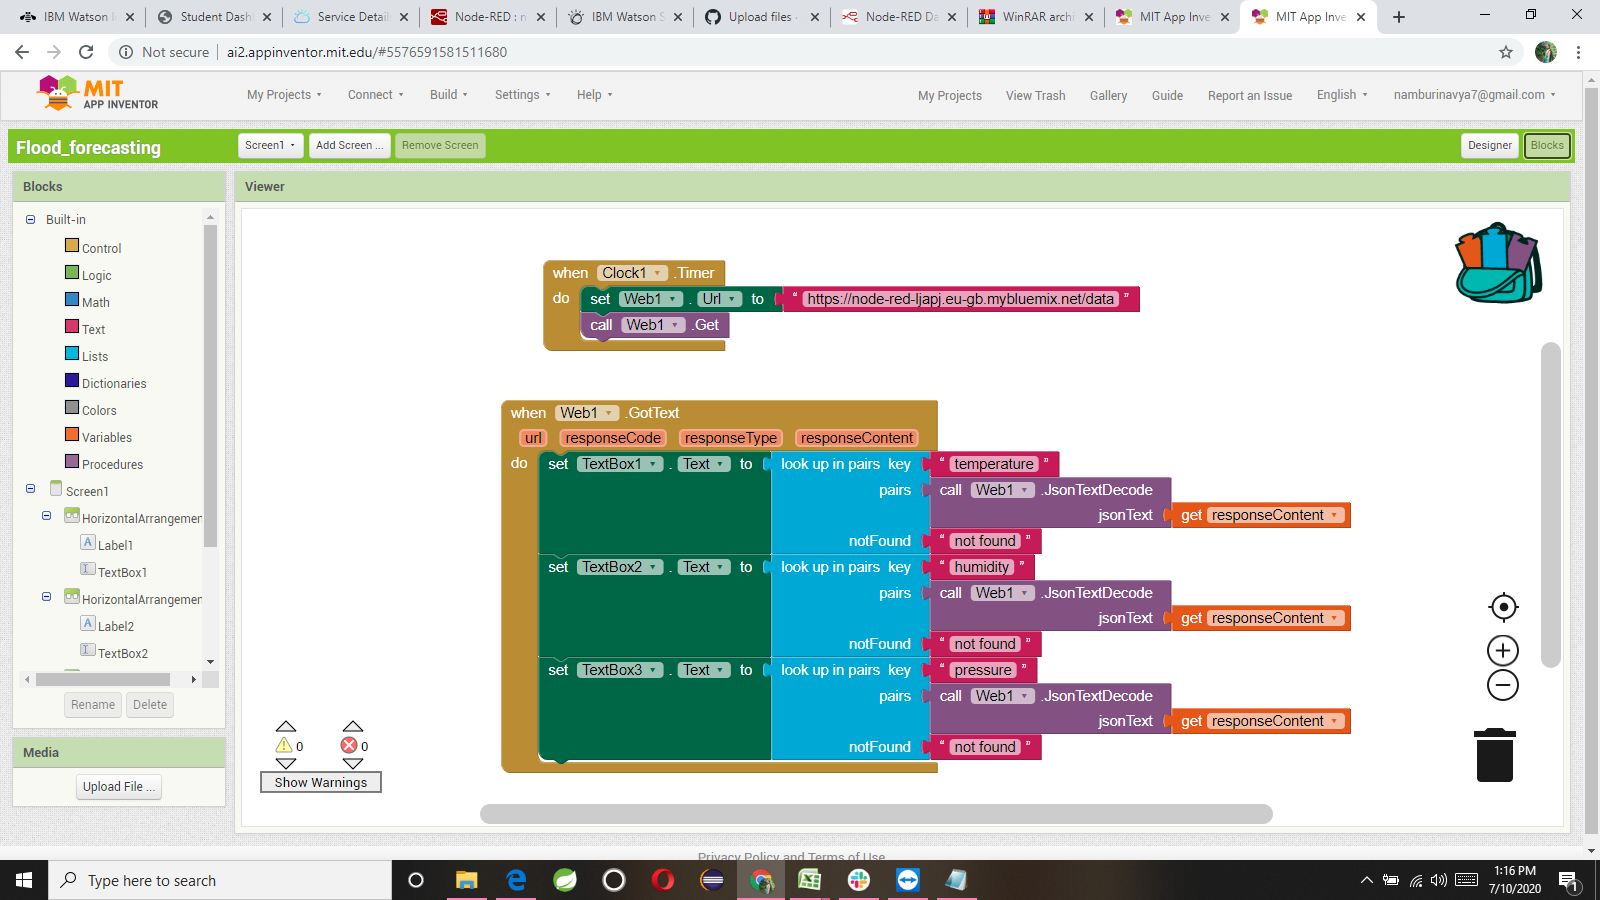 IBM Watson I
Student Dash
Service Detail
Node-RED : n
IBM Watson S
Upload files
Node-RED Da
WinRAR archi
MIT App Inve
MIT App Inve
Not secure | ai2.appinventor.mit.edu/#5576591581511680
MIT
APP INVENTOR
My Projects
Connect
Build
Settings
Help
My Projects
View Trash
Gallery
Guide
Report an Issue
English
namburinavya7@gmail.com
Flood_forecasting
Screen1
Add Screen ...
Remove Screen
Designer
Blocks
Blocks
Viewer
Built-in
Control
Logic
Math
Text
Lists
Dictionaries
Colors
Variables
Procedures
Screen1
HorizontalArrangemen
Label1
TextBox1
HorizontalArrangemen
Label2
TextBox2
Rename
Delete
Media
Upload File ...
when Clock1 .Timer
do set Web1 . Url to “ https://node-red-ljapj.eu-gb.mybluemix.net/data ”
call Web1 .Get
when Web1 .GotText
url responseCode responseType responseContent
do set TextBox1 . Text to look up in pairs key “ temperature ”
pairs call Web1 .JsonTextDecode
jsonText get responseContent
notFound “ not found ”
set TextBox2 . Text to look up in pairs key “ humidity ”
pairs call Web1 .JsonTextDecode
jsonText get responseContent
notFound “ not found ”
set TextBox3 . Text to look up in pairs key “ pressure ”
pairs call Web1 .JsonTextDecode
jsonText get responseContent
notFound “ not found ”
0
0
Show Warnings
Privacy Policy and Terms of Use
Type here to search
1:16 PM
7/10/2020
1